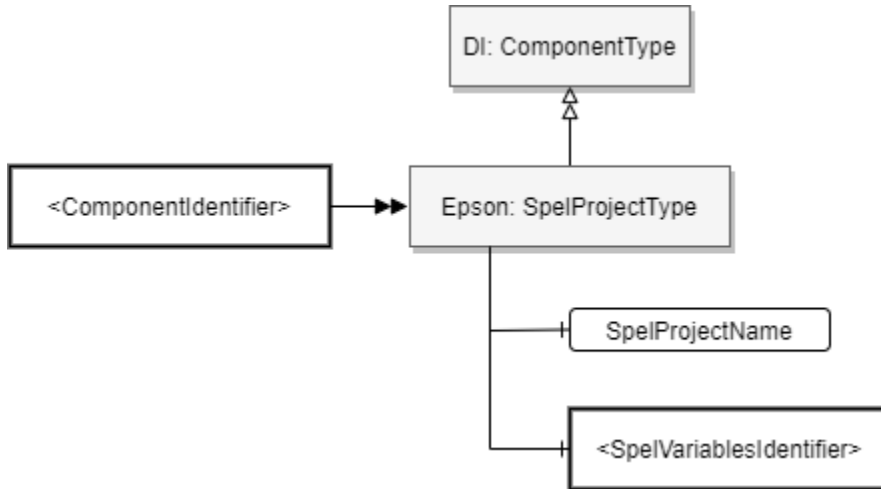 DI: ComponentType
<ComponentIdentifier>
Epson: SpelProjectType
SpelProjectName
<SpelVariablesIdentifier>